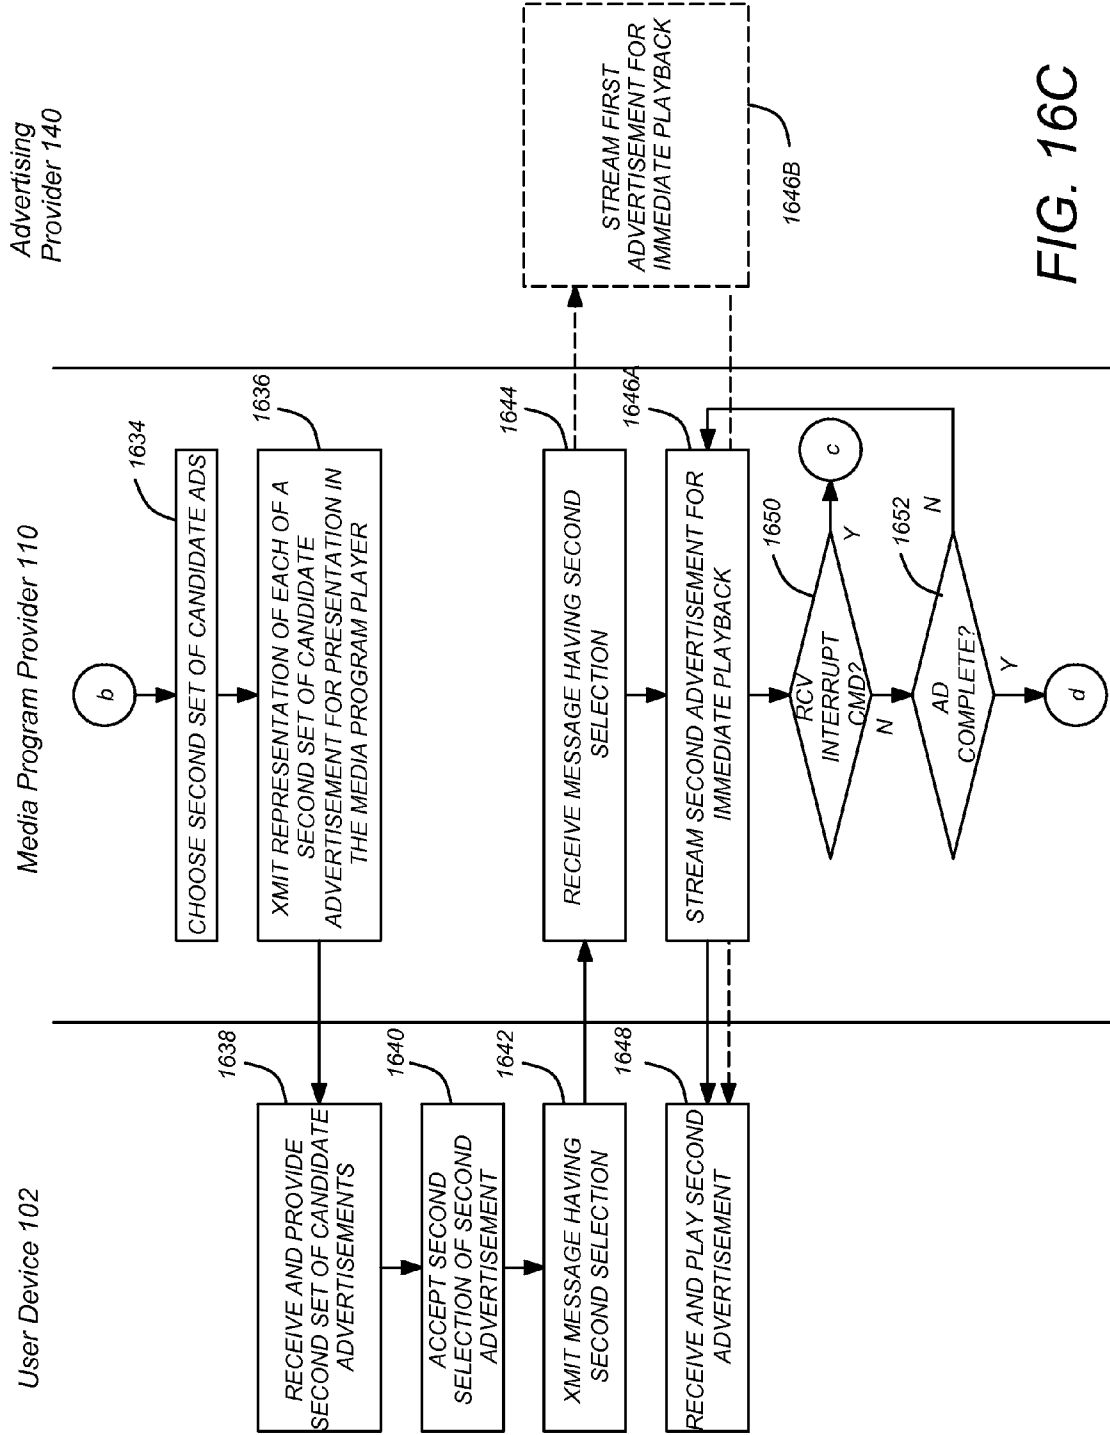 User Device 102
Media Program Provider 110
Advertising
Provider 140
b
CHOOSE SECOND SET OF CANDIDATE ADS
1634
XMIT REPRESENTATION OF EACH OF A
SECOND SET OF CANDIDATE
ADVERTISEMENT FOR PRESENTATION IN
THE MEDIA PROGRAM PLAYER
1636
RECEIVE AND PROVIDE
SECOND SET OF CANDIDATE
ADVERTISEMENTS
1638
ACCEPT SECOND
SELECTION OF SECOND
ADVERTISEMENT
1640
XMIT MESSAGE HAVING
SECOND SELECTION
1642
RECEIVE MESSAGE HAVING SECOND
SELECTION
1644
STREAM FIRST
ADVERTISEMENT FOR
IMMEDIATE PLAYBACK
1646B
STREAM SECOND ADVERTISEMENT FOR
IMMEDIATE PLAYBACK
1646A
RECEIVE AND PLAY SECOND
ADVERTISEMENT
1648
RCV
INTERRUPT
CMD?
1650
Y
c
N
AD
COMPLETE?
1652
N
Y
d
FIG. 16C